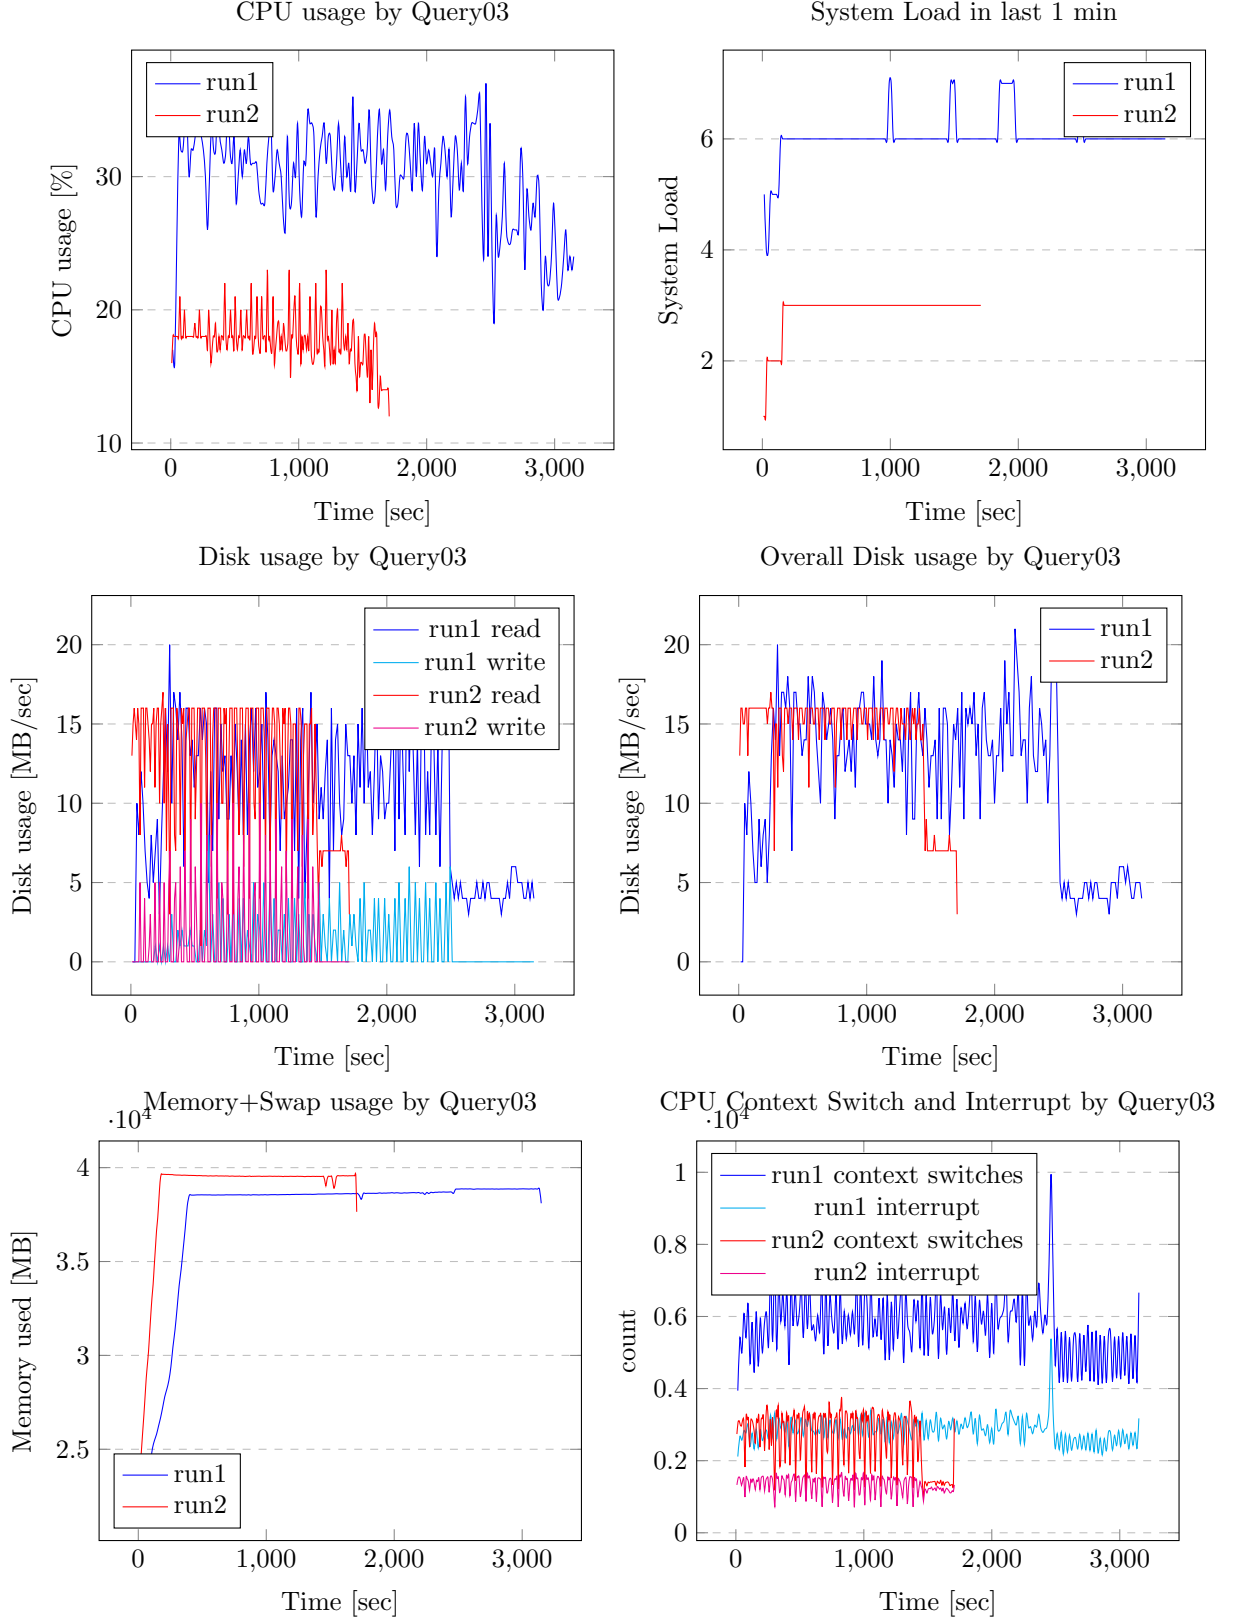 CPU usage by Query03
CPU usage [%]
30
20
10
0
1,000
2,000
3,000
Time [sec]
run1
run2
System Load in last 1 min
System Load
6
4
2
0
1,000
2,000
3,000
Time [sec]
run1
run2
Disk usage by Query03
Disk usage [MB/sec]
20
15
10
5
0
0
1,000
2,000
3,000
Time [sec]
run1 read
run1 write
run2 read
run2 write
Overall Disk usage by Query03
Disk usage [MB/sec]
20
15
10
5
0
0
1,000
2,000
3,000
Time [sec]
run1
run2
Memory+Swap usage by Query03
·10⁴
Memory used [MB]
4
3.5
3
2.5
0
1,000
2,000
3,000
Time [sec]
run1
run2
CPU Context Switch and Interrupt by Query03
·10⁴
count
1
0.8
0.6
0.4
0.2
0
0
1,000
2,000
3,000
Time [sec]
run1 context switches
run1 interrupt
run2 context switches
run2 interrupt